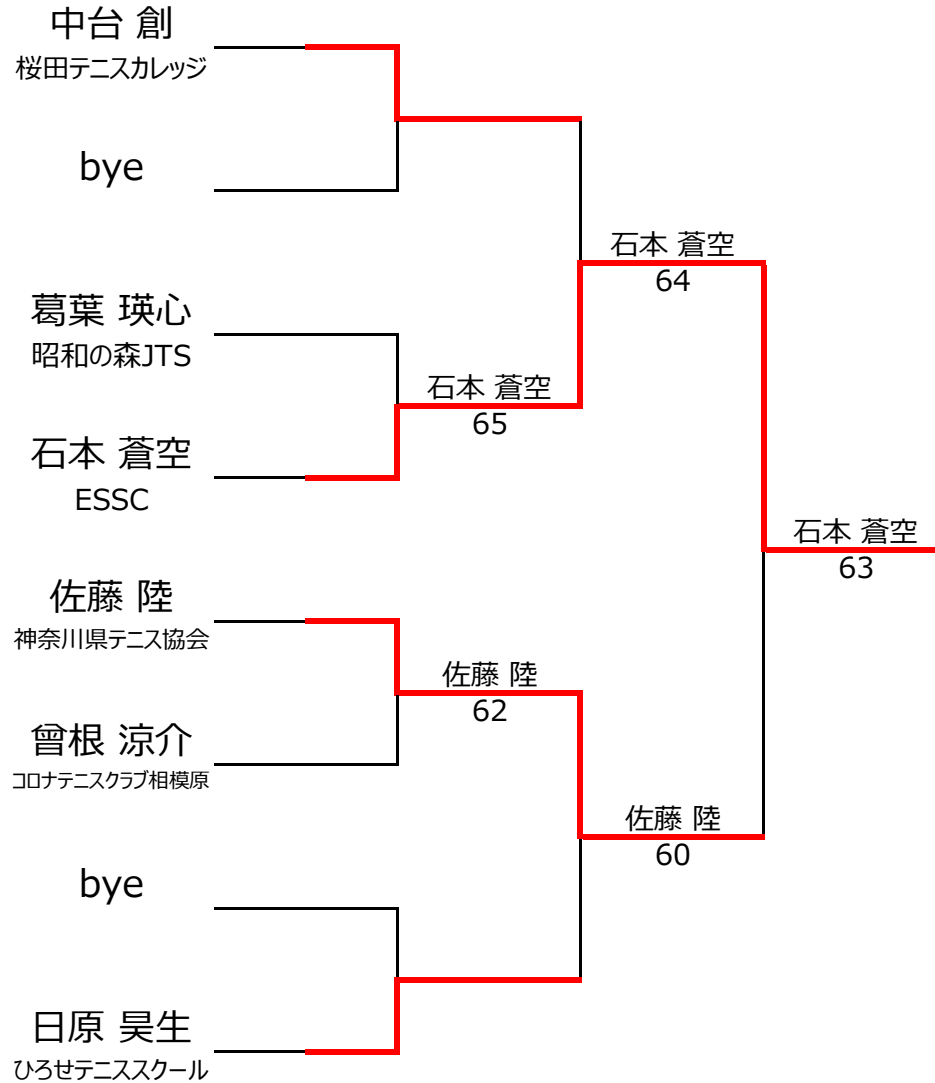 中台 創
桜田テニスカレッジ
bye
石本 蒼空
64
葛葉 瑛心
昭和の森JTS
石本 蒼空
65
石本 蒼空
ESSC
石本 蒼空
63
佐藤 陸
神奈川県テニス協会
佐藤 陸
62
曾根 涼介
コロナテニスクラブ相模原
佐藤 陸
60
bye
日原 昊生
ひろせテニススクール